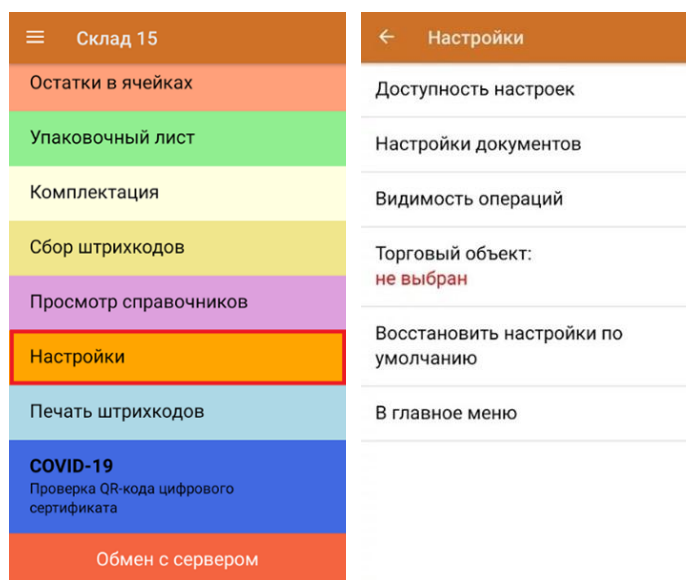 Склад 15
Остатки в ячейках
Упаковочный лист
Комплектация
Сбор штрихкодов
Просмотр справочников
Настройки
Печать штрихкодов
COVID-19
Проверка QR-кода цифрового
сертификата
Обмен с сервером
Настройки
Доступность настроек
Настройки документов
Видимость операций
Торговый объект:
не выбран
Восстановить настройки по
умолчанию
В главное меню